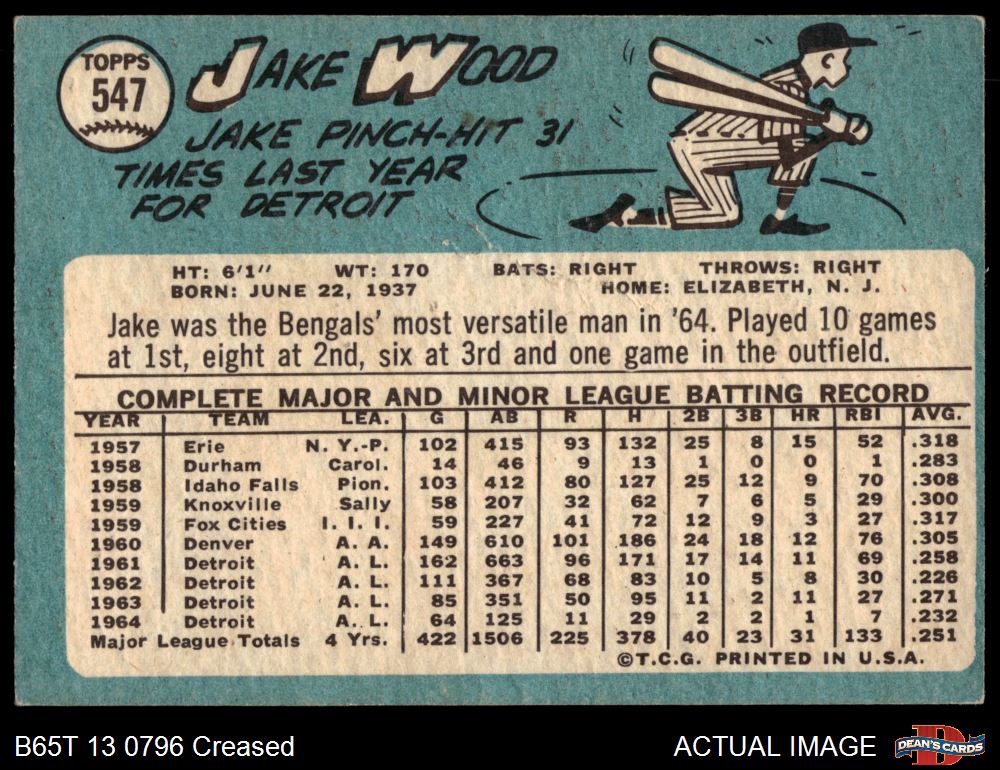 TOPPS
547
JAKE WOOD
JAKE PINCH-HIT 31
TIMES LAST YEAR
FOR DETROIT
HT: 6'1" WT: 170 BATS: RIGHT THROWS: RIGHT
BORN: JUNE 22, 1937 HOME: ELIZABETH, N. J.
Jake was the Bengals' most versatile man in '64. Played 10 games
at 1st, eight at 2nd, six at 3rd and one game in the outfield.
COMPLETE MAJOR AND MINOR LEAGUE BATTING RECORD
YEAR TEAM LEA. G AB R H 2B 3B HR RBI AVG.
1957 Erie N. Y.-P. 102 415 93 132 25 8 15 52 .318
1958 Durham Carol. 14 46 9 13 1 0 0 1 .283
1958 Idaho Falls Pion. 103 412 80 127 25 12 9 70 .308
1959 Knoxville Sally 58 207 32 62 7 6 5 29 .300
1959 Fox Cities I. I. I. 59 227 41 72 12 9 3 27 .317
1960 Denver A. A. 149 610 101 186 24 18 12 76 .305
1961 Detroit A. L. 162 663 96 171 17 14 11 69 .258
1962 Detroit A. L. 111 367 68 83 10 5 8 30 .226
1963 Detroit A. L. 85 351 50 95 11 2 11 27 .271
1964 Detroit A. L. 64 125 11 29 2 2 1 7 .232
Major League Totals 4 Yrs. 422 1506 225 378 40 23 31 133 .251
©T.C.G. PRINTED IN U.S.A.
B65T 13 0796 Creased ACTUAL IMAGE DEAN'S CARDS